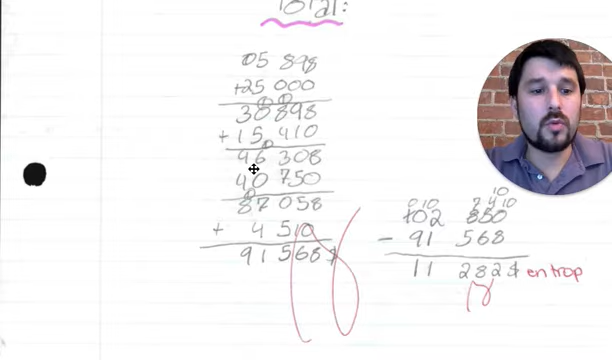 Total:
05 898
+25 000
30 898
+ 15 410
46 308
40 750
87 058
+ 4 510
91 568 $
102 850
- 91 568
11 282 $ en trop